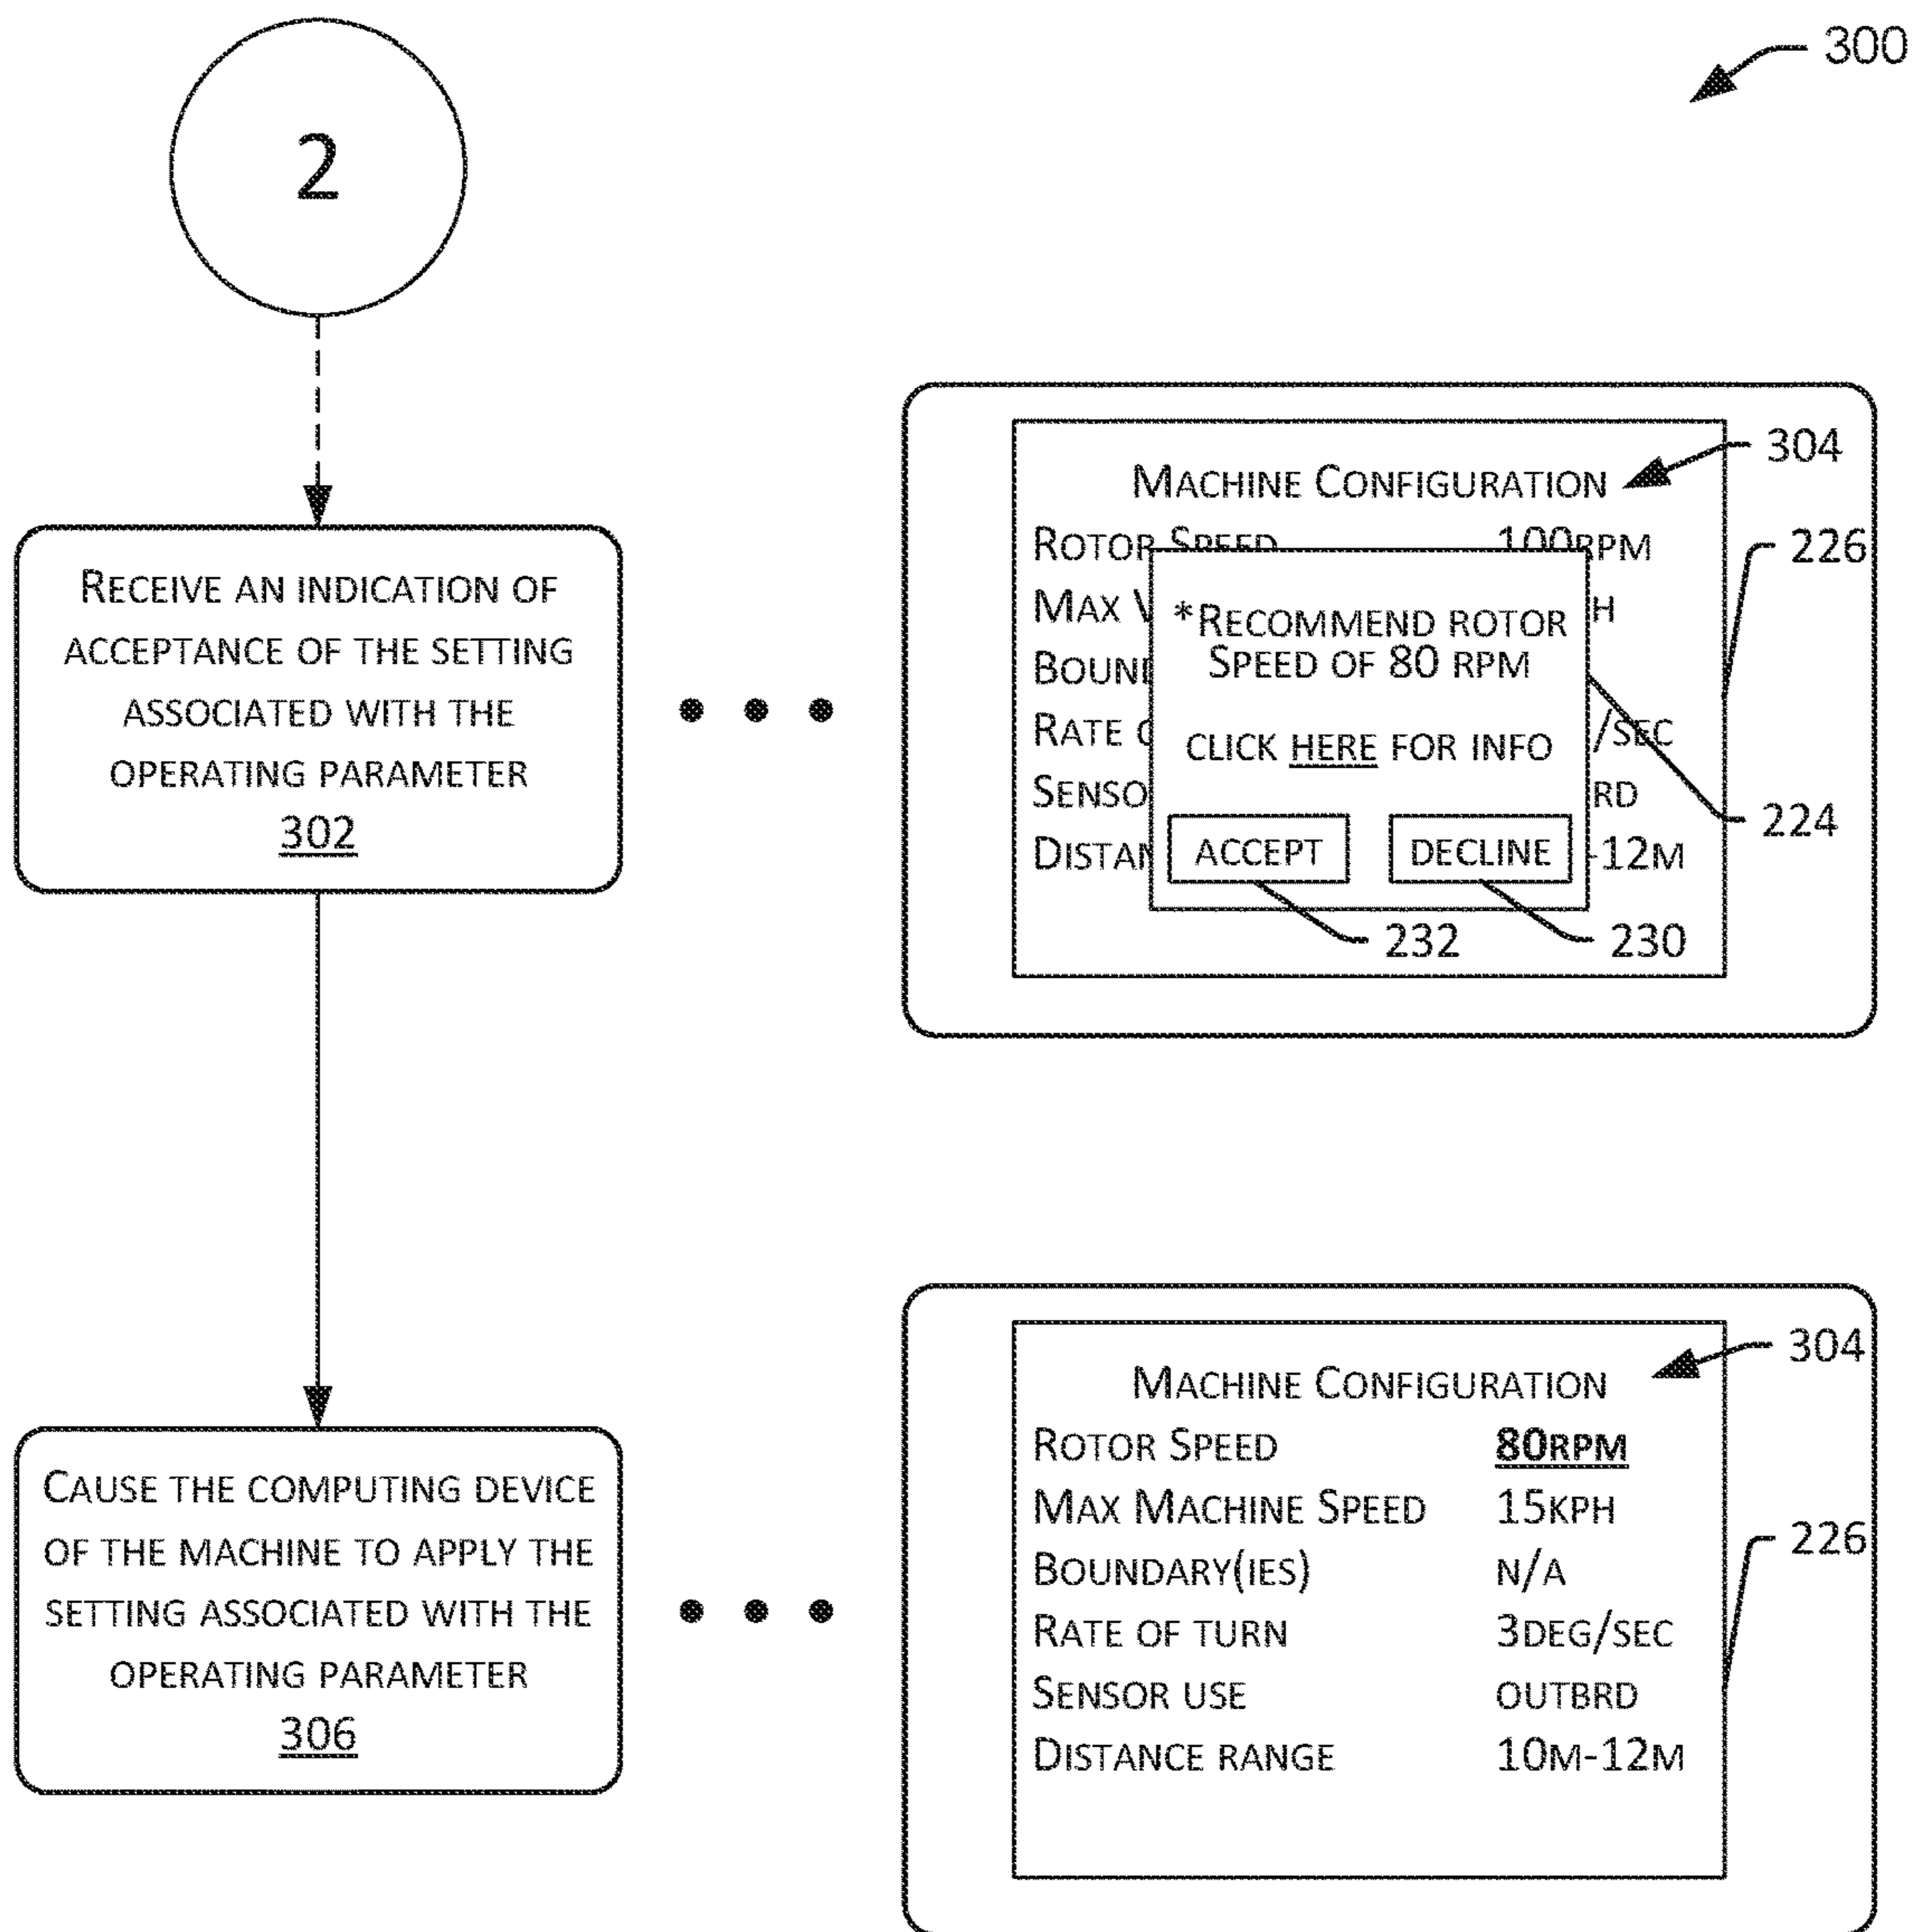 300
2
RECEIVE AN INDICATION OF
ACCEPTANCE OF THE SETTING
ASSOCIATED WITH THE
OPERATING PARAMETER
302
MACHINE CONFIGURATION
304
ROTOR SPEED 100RPM
226
MAX
BOUN
RATE /SEC
SENSO RD
DISTAN -12M
*RECOMMEND ROTOR
SPEED OF 80 RPM
CLICK HERE FOR INFO
224
ACCEPT DECLINE
232 230
CAUSE THE COMPUTING DEVICE
OF THE MACHINE TO APPLY THE
SETTING ASSOCIATED WITH THE
OPERATING PARAMETER
306
MACHINE CONFIGURATION
304
ROTOR SPEED 80RPM
MAX MACHINE SPEED 15KPH
226
BOUNDARY(IES) N/A
RATE OF TURN 3DEG/SEC
SENSOR USE OUTBRD
DISTANCE RANGE 10M-12M